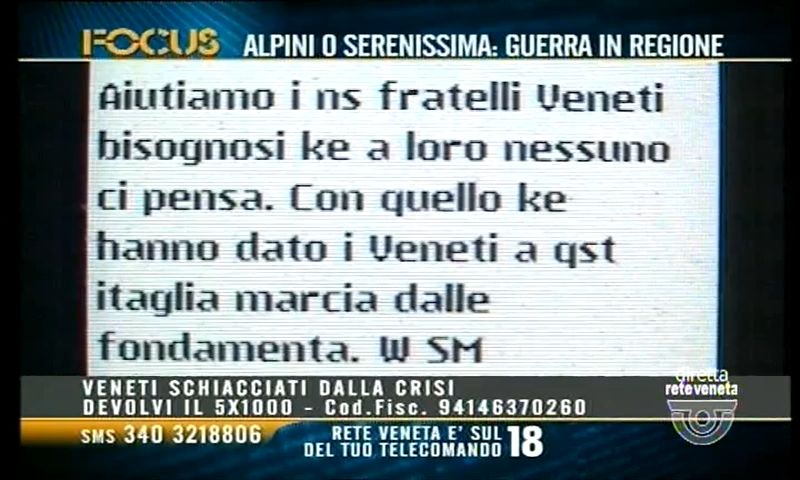 FOCUS ALPINI O SERENISSIMA: GUERRA IN REGIONE
Aiutiamo i ns fratelli Veneti
bisognosi ke a loro nessuno
ci pensa. Con quello ke
hanno dato i Veneti a qst
itaglia marcia dalle
fondamenta. W SM
diretta
reteveneta
VENETI SCHIACCIATI DALLA CRISI
DEVOLVI IL 5X1000 - Cod.Fisc. 94146370260
SMS 340 3218806
RETE VENETA E' SUL
DEL TUO TELECOMANDO 18